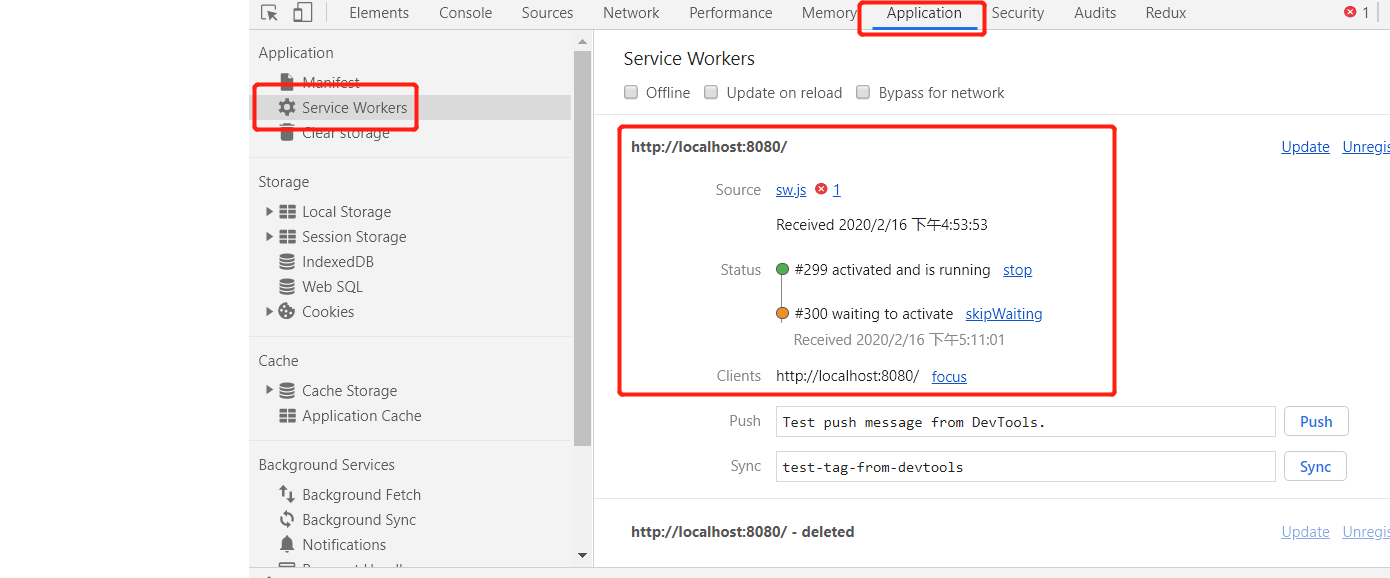 Elements Console Sources Network Performance Memory Application Security Audits Redux 1
Application
Manifest
Service Workers
Clear storage
Storage
Local Storage
Session Storage
IndexedDB
Web SQL
Cookies
Cache
Cache Storage
Application Cache
Background Services
Background Fetch
Background Sync
Notifications
Service Workers
Offline Update on reload Bypass for network
http://localhost:8080/ Update Unregis
Source sw.js 1
Received 2020/2/16 下午4:53:53
Status #299 activated and is running stop
#300 waiting to activate skipWaiting
Received 2020/2/16 下午5:11:01
Clients http://localhost:8080/ focus
Push Test push message from DevTools. Push
Sync test-tag-from-devtools Sync
http://localhost:8080/ - deleted Update Unregis